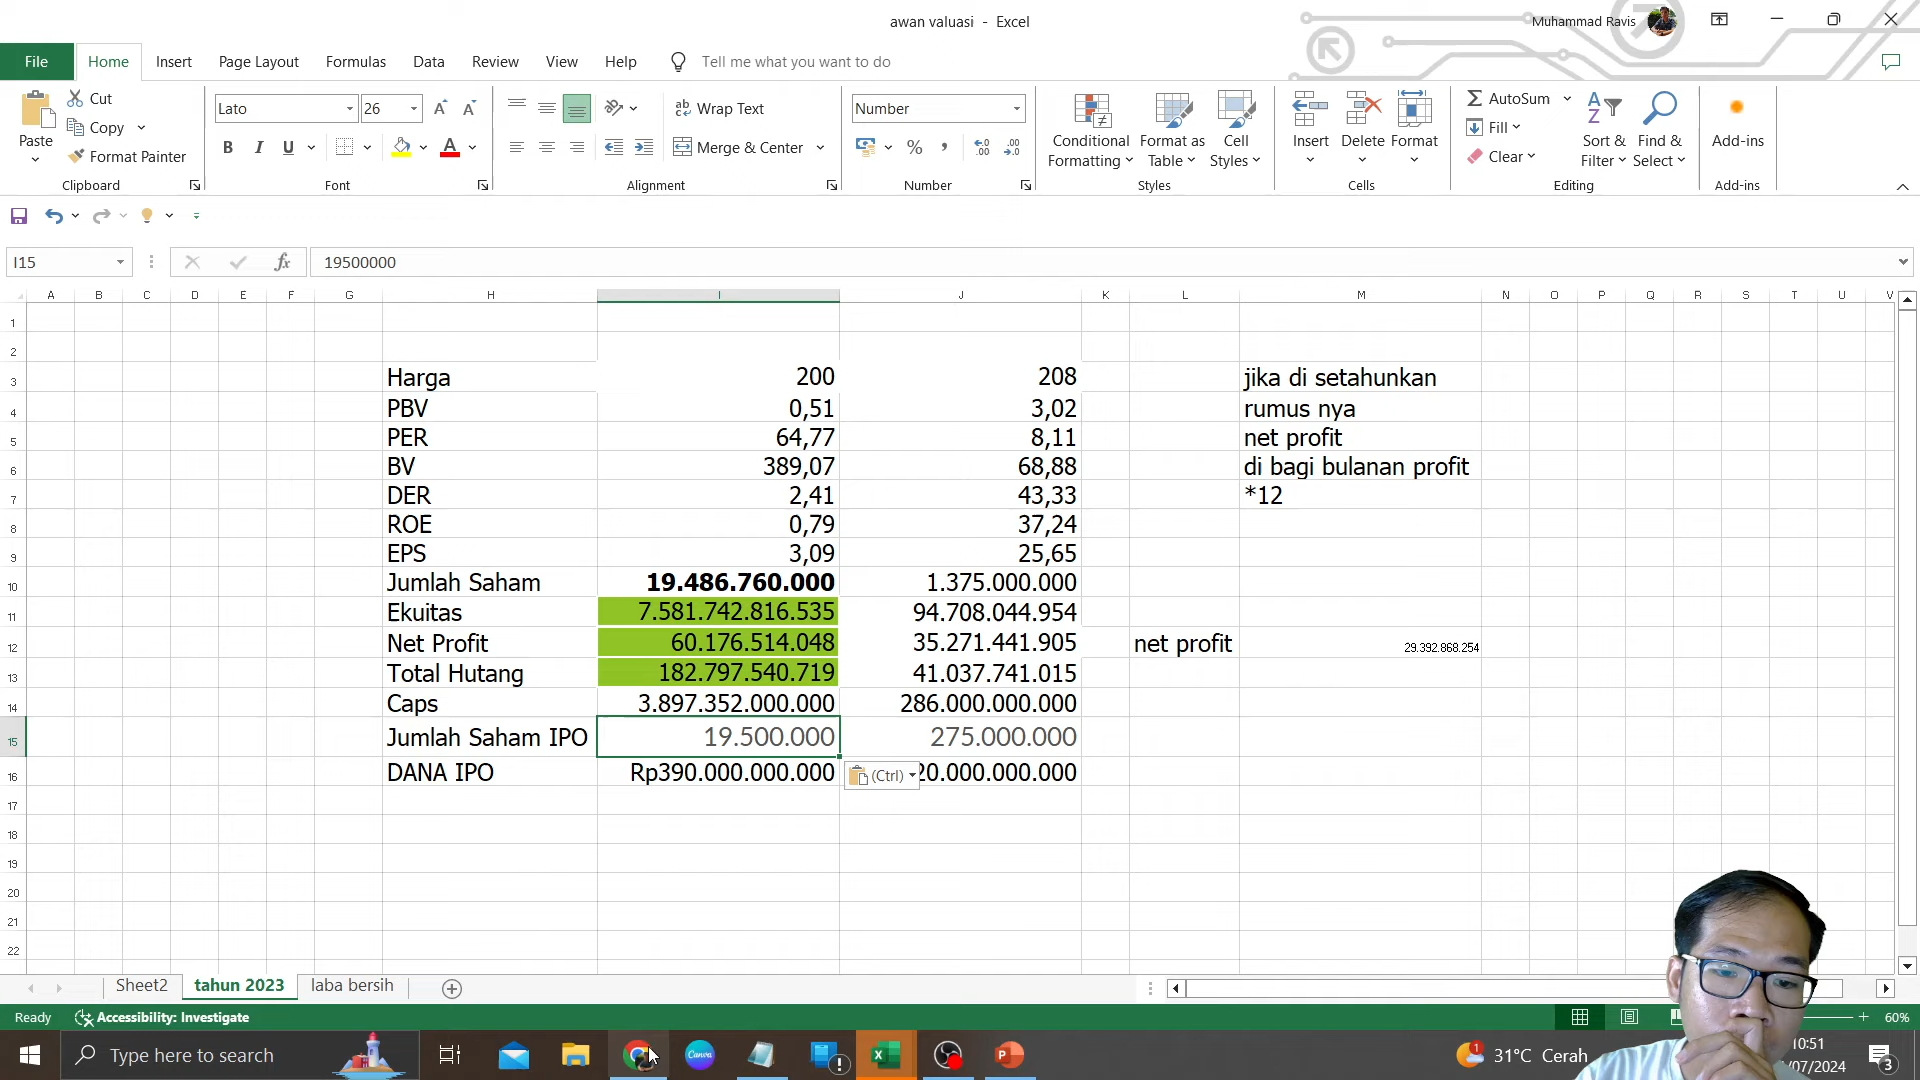 awan valuasi - Excel
Muhammad Ravis
File Home Insert Page Layout Formulas Data Review View Help Tell me what you want to do
Paste
Cut
Copy
Format Painter
Clipboard
Lato 26
B I U
Font
Wrap Text
Merge & Center
Alignment
Number
Number
Conditional Formatting
Format as Table
Cell Styles
Styles
Insert Delete Format
Cells
AutoSum
Fill
Clear
Sort & Filter
Find & Select
Editing
Add-ins
Add-ins
I15 fx 19500000
A B C D E F G H I J K L M N O P Q R S T U V
1
2
3 Harga 200 208 jika di setahunkan
4 PBV 0,51 3,02 rumus nya
5 PER 64,77 8,11 net profit
6 BV 389,07 68,88 di bagi bulanan profit
7 DER 2,41 43,33 *12
8 ROE 0,79 37,24
9 EPS 3,09 25,65
10 Jumlah Saham 19.486.760.000 1.375.000.000
11 Ekuitas 7.581.742.816.535 94.708.044.954
12 Net Profit 60.176.514.048 35.271.441.905 net profit 29.392.868.254
13 Total Hutang 182.797.540.719 41.037.741.015
14 Caps 3.897.352.000.000 286.000.000.000
15 Jumlah Saham IPO 19.500.000 275.000.000
16 DANA IPO Rp390.000.000.000 (Ctrl) 20.000.000.000
17
18
19
20
21
22
Sheet2 tahun 2023 laba bersih
Ready Accessibility: Investigate 60%
Type here to search
Canva
31°C Cerah
10:51
/07/2024
3